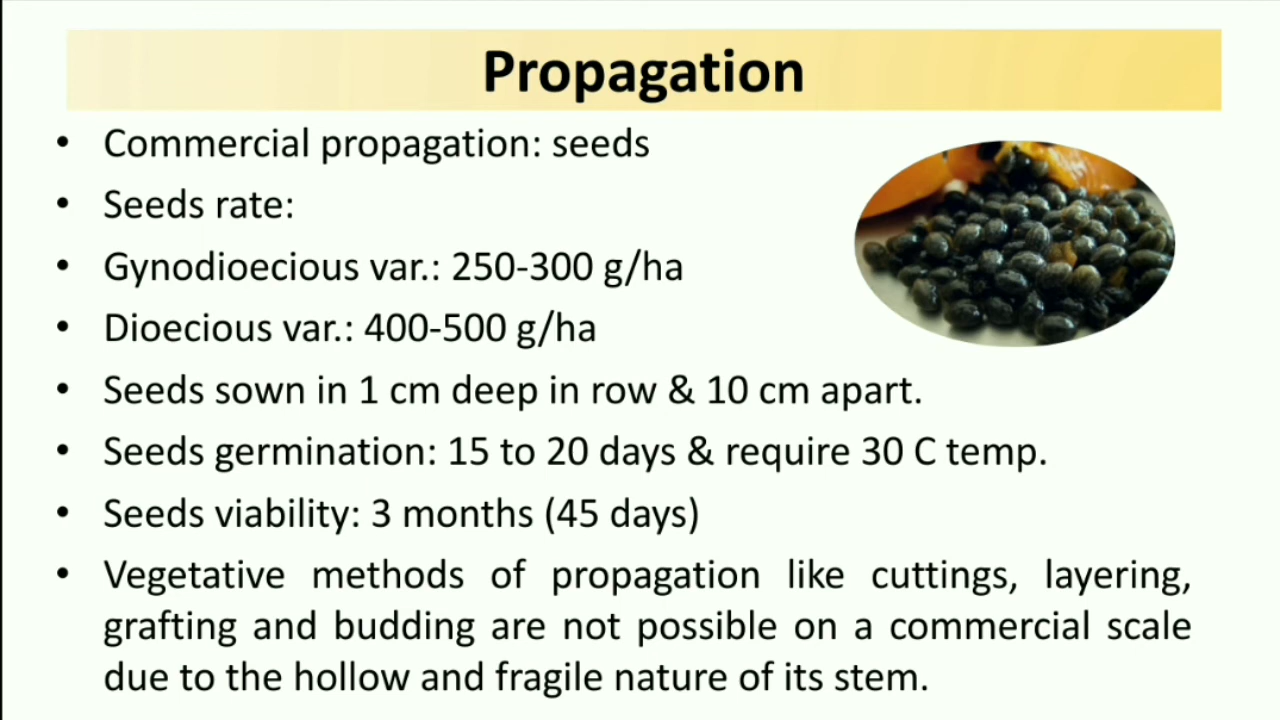 Propagation
• Commercial propagation: seeds
• Seeds rate:
• Gynodioecious var.: 250-300 g/ha
• Dioecious var.: 400-500 g/ha
• Seeds sown in 1 cm deep in row & 10 cm apart.
• Seeds germination: 15 to 20 days & require 30 C temp.
• Seeds viability: 3 months (45 days)
• Vegetative methods of propagation like cuttings, layering,
grafting and budding are not possible on a commercial scale
due to the hollow and fragile nature of its stem.